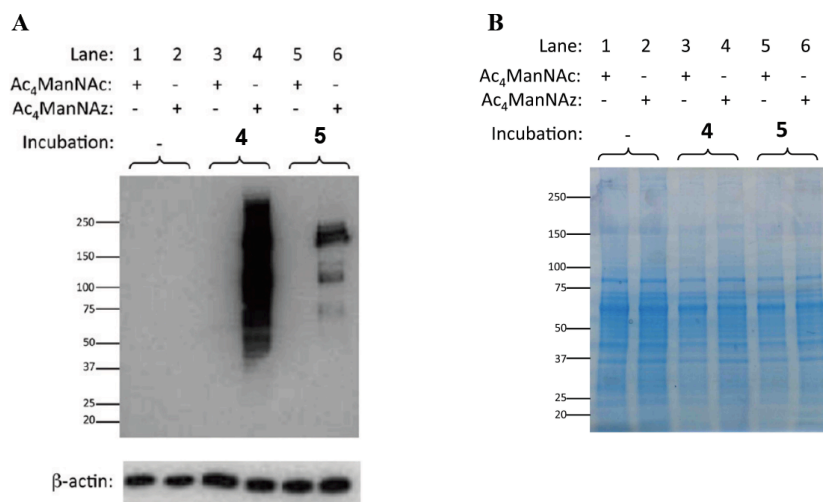 A
Lane: 1 2 3 4 5 6
Ac₄ManNAc: + - + - + -
Ac₄ManNAz: - + - + - +
Incubation: - 4 5
250
150
100
75
50
37
25
20
β-actin:
B
Lane: 1 2 3 4 5 6
Ac₄ManNAc: + - + - + -
Ac₄ManNAz: - + - + - +
Incubation: - 4 5
250
150
100
75
50
37
25
20